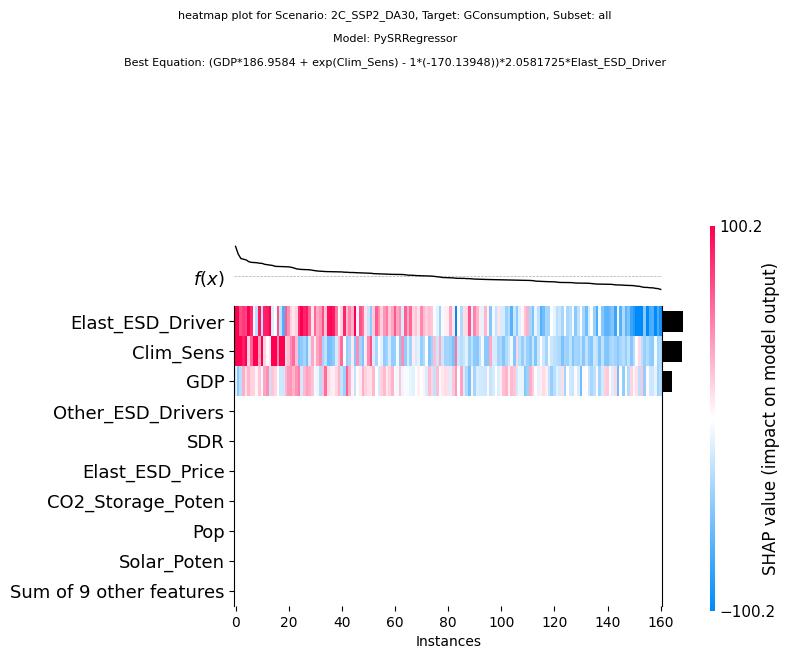 heatmap plot for Scenario: 2C_SSP2_DA30, Target: GConsumption, Subset: all
Model: PySRRegressor
Best Equation: (GDP*186.9584 + exp(Clim_Sens) - 1*(-170.13948))*2.0581725*Elast_ESD_Driver
f(x)
Elast_ESD_Driver
Clim_Sens
GDP
Other_ESD_Drivers
SDR
Elast_ESD_Price
CO2_Storage_Poten
Pop
Solar_Poten
Sum of 9 other features
0 20 40 60 80 100 120 140 160
Instances
100.2
−100.2
SHAP value (impact on model output)